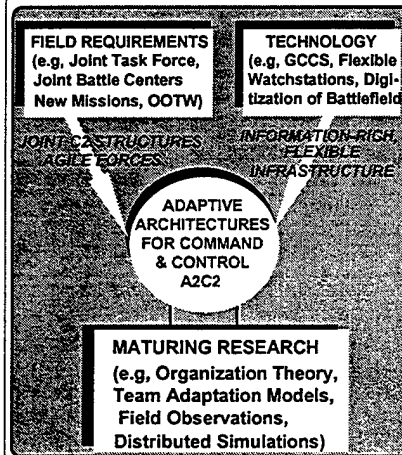 FIELD REQUIREMENTS
(e.g, Joint Task Force,
Joint Battle Centers
New Missions, OOTW)
TECHNOLOGY
(e.g, GCCS, Flexible
Watchstations, Digi-
tization of Battlefield
JOINT C2 STRUCTURES
AGILE FORCES
INFORMATION-RICH,
FLEXIBLE
INFRASTRUCTURE
ADAPTIVE
ARCHITECTURES
FOR COMMAND
& CONTROL
A2C2
MATURING RESEARCH
(e.g, Organization Theory,
Team Adaptation Models,
Field Observations,
Distributed Simulations)